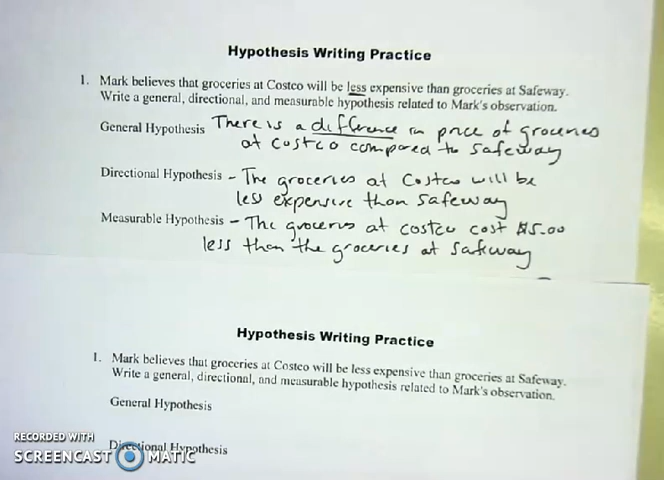 Hypothesis Writing Practice
1. Mark believes that groceries at Costco will be less expensive than groceries at Safeway.
Write a general, directional, and measurable hypothesis related to Mark's observation.
General Hypothesis There is a difference in price of groceries
at Costco compared to Safeway
Directional Hypothesis - The groceries at Costco will be
less expensive than Safeway
Measurable Hypothesis - The groceries at costco cost $5.00
less than the groceries at Safeway
Hypothesis Writing Practice
1. Mark believes that groceries at Costco will be less expensive than groceries at Safeway.
Write a general, directional, and measurable hypothesis related to Mark's observation.
General Hypothesis
RECORDED WITH
Directional Hypothesis
SCREENCAST MATIC